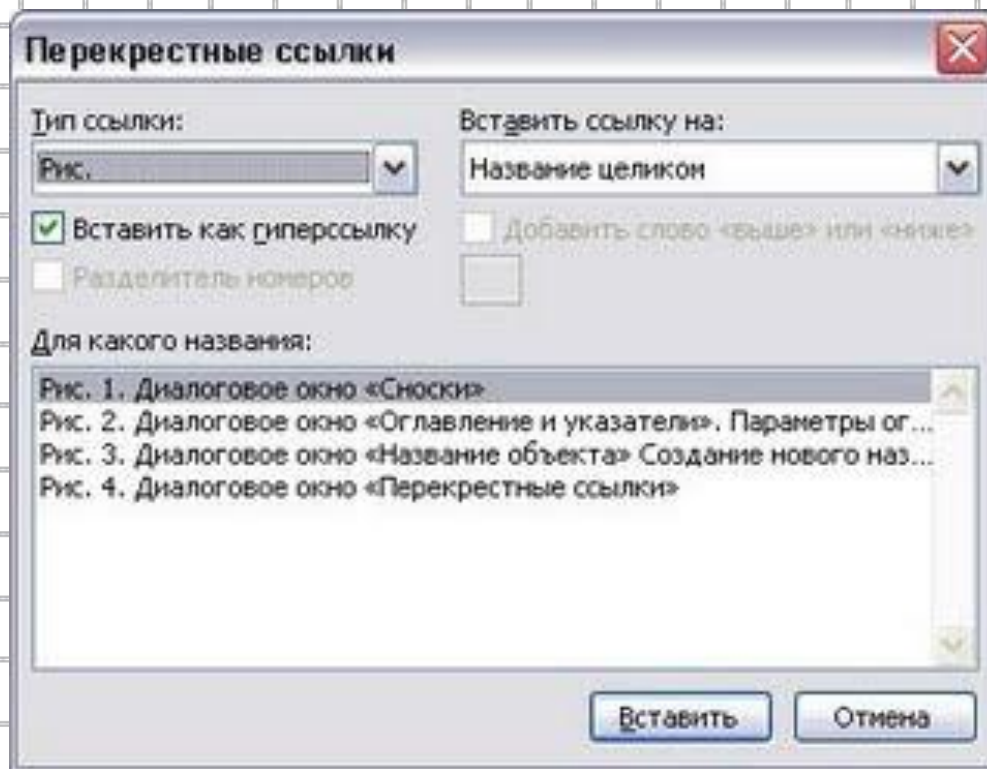 Перекрестные ссылки
Тип ссылки:
Вставить ссылку на:
Рис.
Название целиком
Вставить как гиперссылку
Добавить слово «выше» или «ниже»
Разделитель номеров
Для какого названия:
Рис. 1. Диалоговое окно «Сноски»
Рис. 2. Диалоговое окно «Оглавление и указатели». Параметры ог...
Рис. 3. Диалоговое окно «Название объекта» Создание нового наз...
Рис. 4. Диалоговое окно «Перекрестные ссылки»
Вставить
Отмена